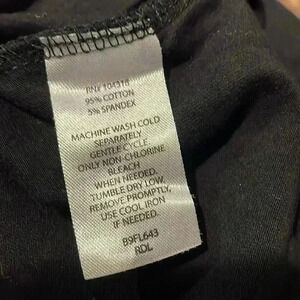 RN# 104316
95% COTTON
5% SPANDEX
MACHINE WASH COLD
SEPARATELY
GENTLE CYCLE.
ONLY NON-CHLORINE
BLEACH
WHEN NEEDED.
TUMBLE DRY LOW.
REMOVE PROMPTLY,
USE COOL IRON
IF NEEDED.
B9FL643
RDL